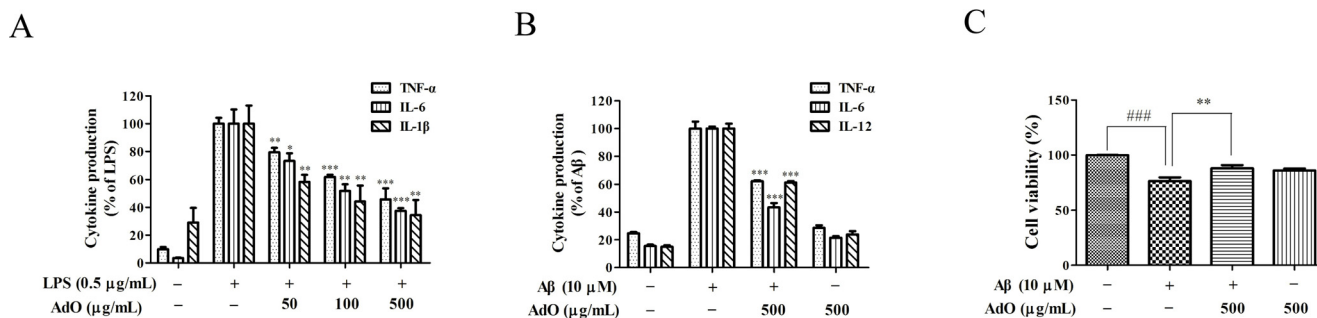 A
Cytokine production
(% of LPS)
TNF-α
IL-6
IL-1β
120
100
80
60
40
20
0
** * **
*** ** **
*** *** **
LPS (0.5 μg/mL) − + + + +
AdO (μg/mL) − − 50 100 500
B
Cytokine production
(% of Aβ)
TNF-α
IL-6
IL-12
120
100
80
60
40
20
0
*** *** ***
Aβ (10 μM) − + + −
AdO (μg/mL) − − 500 500
C
Cell viability (%)
150
100
50
0
### **
Aβ (10 μM) − + + −
AdO (μg/mL) − − 500 500